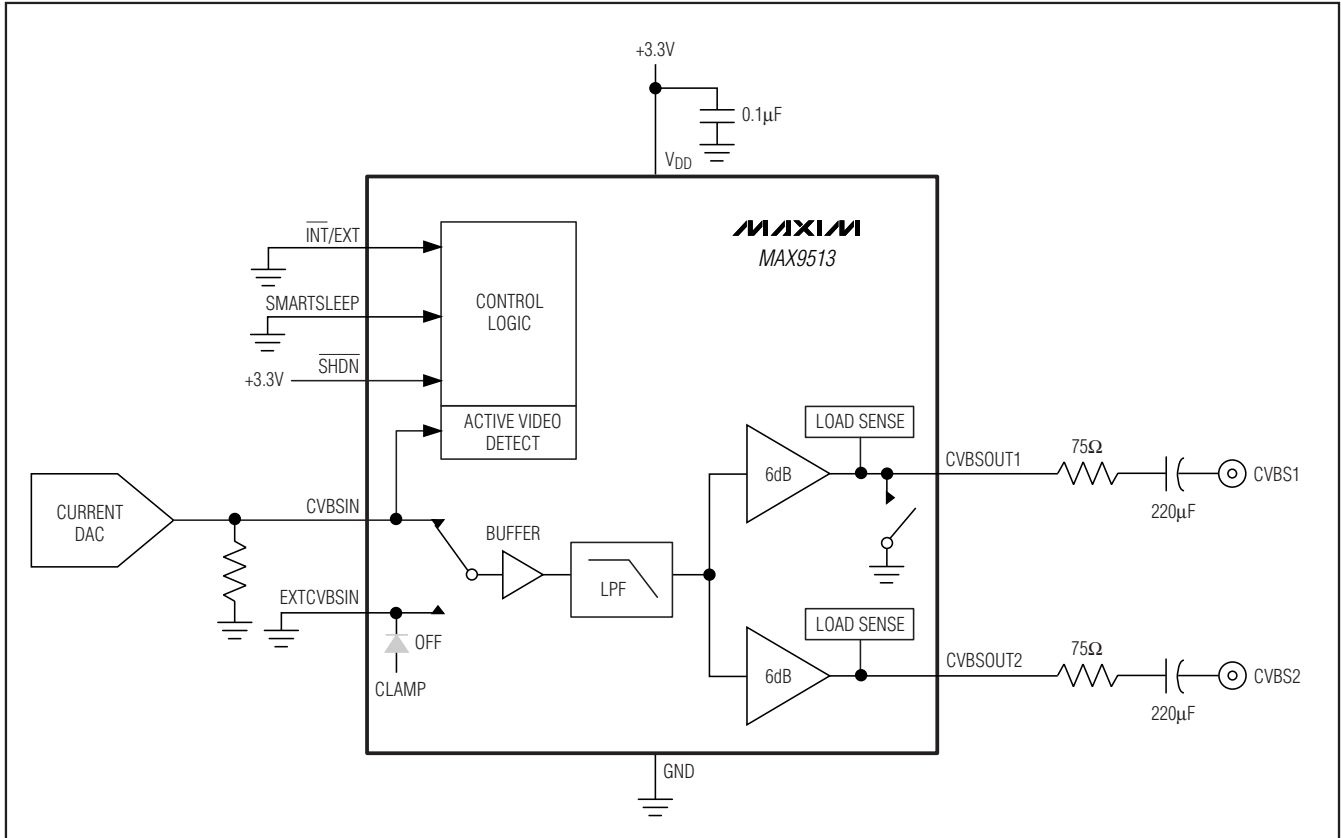 +3.3V
0.1µF
VDD
INT/EXT
MAXIM
MAX9513
SMARTSLEEP
CONTROL
LOGIC
SHDN
+3.3V
ACTIVE VIDEO
DETECT
LOAD SENSE
CURRENT
DAC
CVBSIN
BUFFER
6dB
CVBSOUT1
75Ω
220µF
CVBS1
LPF
EXTCVBSIN
OFF
CLAMP
LOAD SENSE
6dB
CVBSOUT2
75Ω
220µF
CVBS2
GND